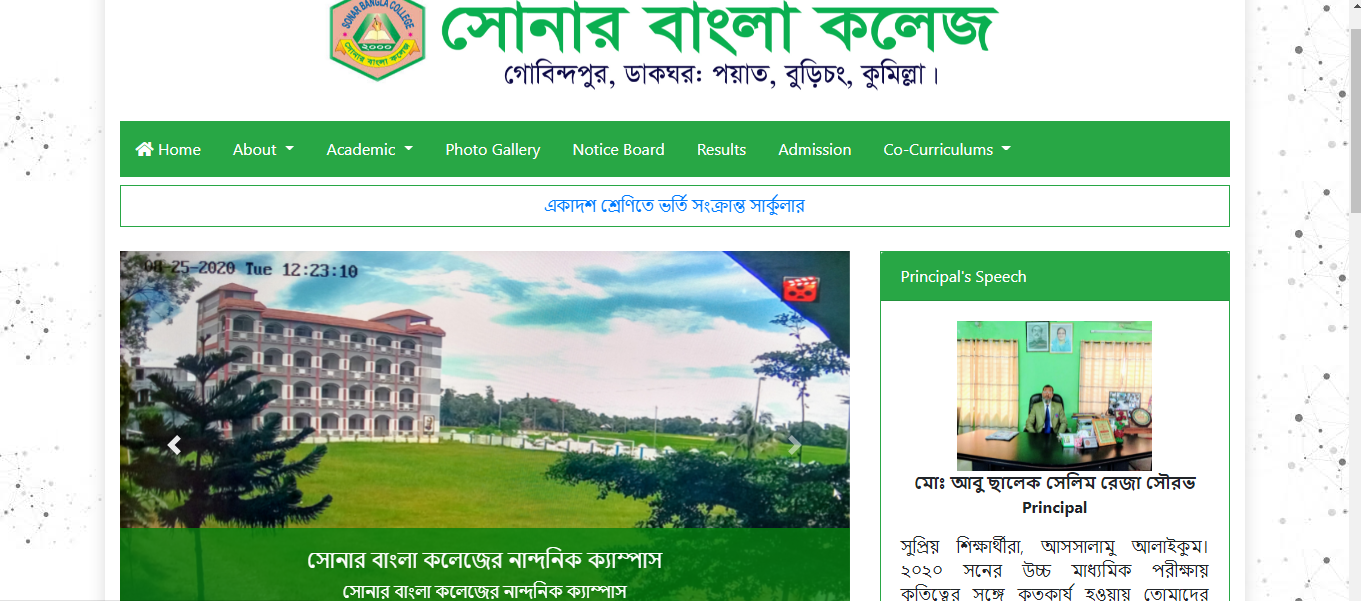 SONAR BANGLA COLLEGE
২০০০
সোনার বাংলা কলেজ
সোনার বাংলা কলেজ
গোবিন্দপুর, ডাকঘর: পয়াত, বুড়িচং, কুমিল্লা।
Home About Academic Photo Gallery Notice Board Results Admission Co-Curriculums
একাদশ শ্রেণিতে ভর্তি সংক্রান্ত সার্কুলার
08-25-2020 Tue 12:23:10
সোনার বাংলা কলেজের নান্দনিক ক্যাম্পাস
সোনার বাংলা কলেজের নান্দনিক ক্যাম্পাস
Principal's Speech
মোঃ আবু ছালেক সেলিম রেজা সৌরভ
Principal
সুপ্রিয় শিক্ষার্থীরা, আসসালামু আলাইকুম।
২০২০ সনের উচ্চ মাধ্যমিক পরীক্ষায়
কৃতিত্বের সঙ্গে কৃতকার্য হওয়ায় তোমাদের